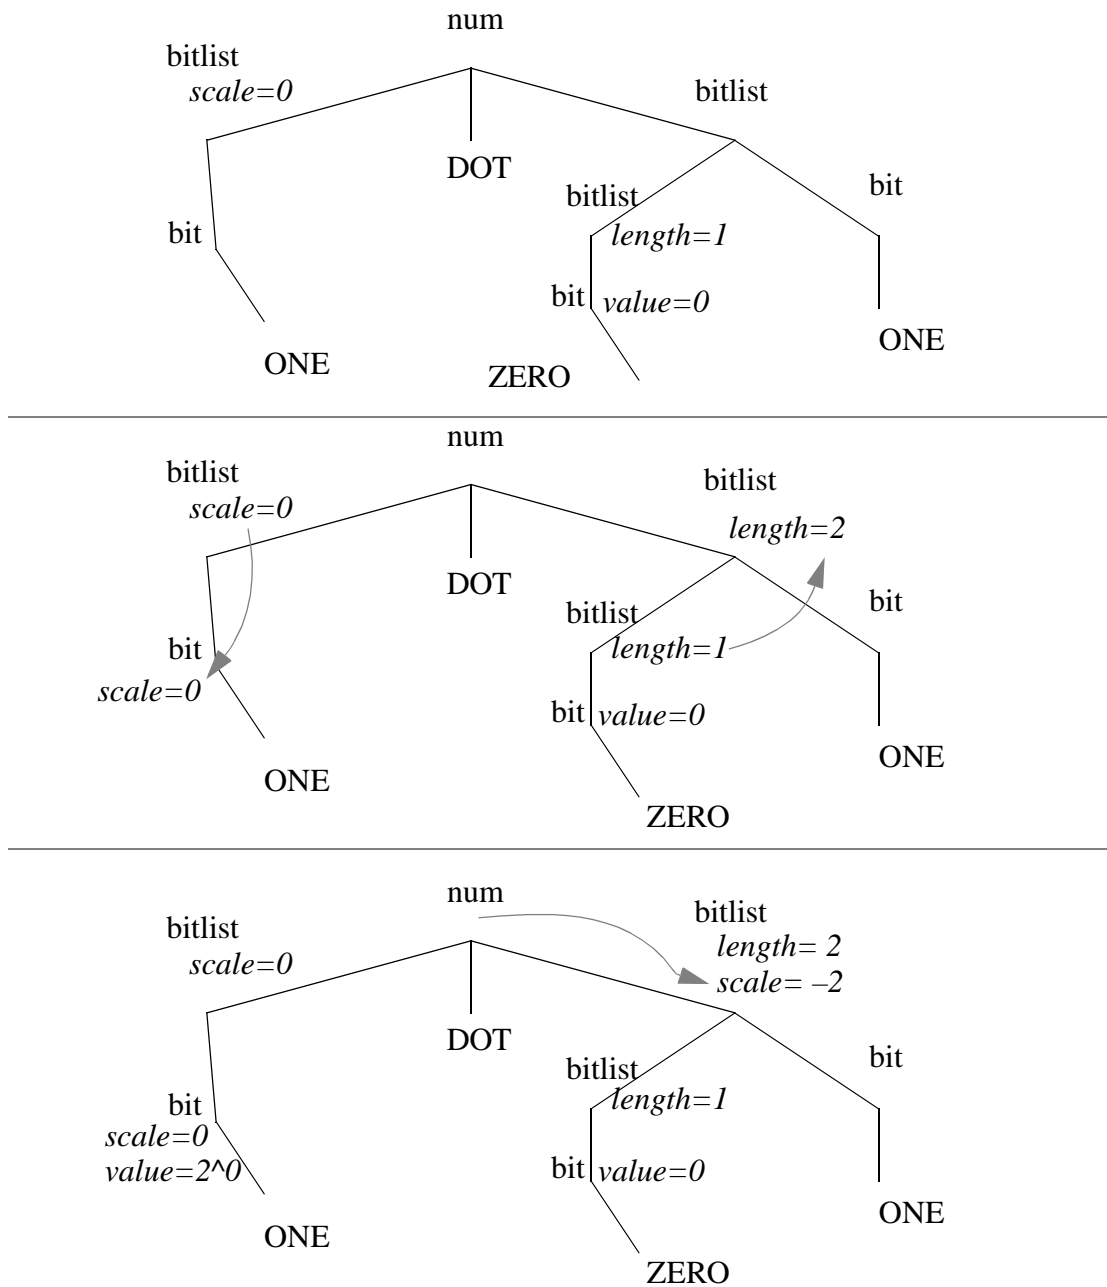 num
bitlist
scale=0
bitlist
DOT
bit
bitlist
bit
length=1
bit value=0
ONE
ONE
ZERO
num
bitlist
scale=0
bitlist
length=2
DOT
bit
bitlist
bit
length=1
scale=0
bit value=0
ONE
ONE
ZERO
num
bitlist
scale=0
bitlist
length= 2
scale= –2
DOT
bit
bitlist
length=1
bit
scale=0
value=2^0
bit value=0
ONE
ONE
ZERO